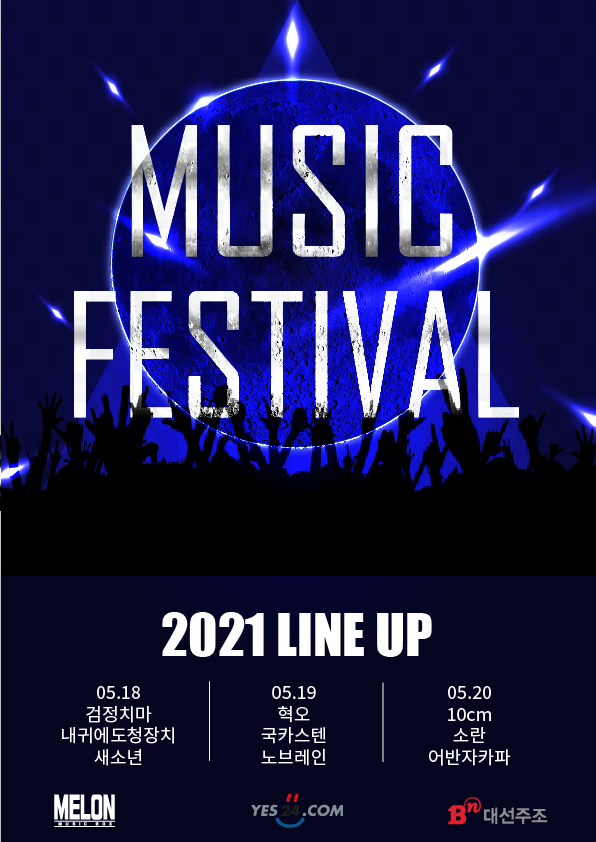 MUSIC
FESTIVAL
2021 LINE UP
05.18
검정치마
내귀에도청장치
새소년
05.19
혁오
국카스텐
노브레인
05.20
10cm
소란
어반자카파
MELON
MUSIC BOX
YES24.COM
Bn 대선주조